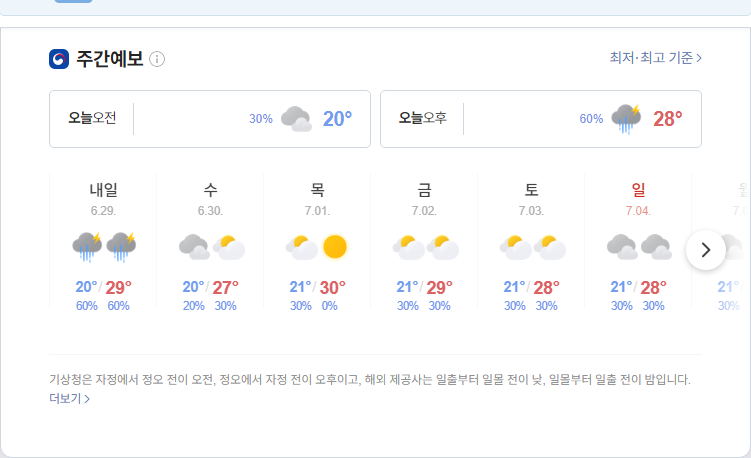 주간예보
최저·최고 기준
오늘오전 30% 20°
오늘오후 60% 28°
내일 6.29. 20°/29° 60% 60%
수 6.30. 20°/27° 20% 30%
목 7.01. 21°/30° 30% 0%
금 7.02. 21°/29° 30% 30%
토 7.03. 21°/28° 30% 30%
일 7.04. 21°/28° 30% 30%
21° 30%
기상청은 자정에서 정오 전이 오전, 정오에서 자정 전이 오후이고, 해외 제공사는 일출부터 일몰 전이 낮, 일몰부터 일출 전이 밤입니다.
더보기